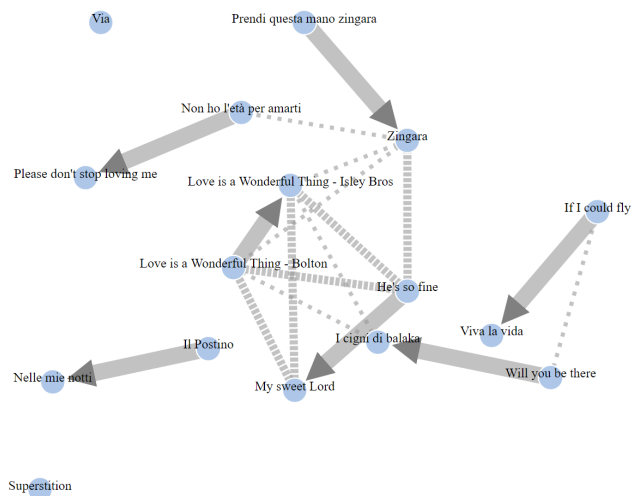 Via
Prendi questa mano zingara
Non ho l'età per amarti
Zingara
Please don't stop loving me
Love is a Wonderful Thing - Isley Bros
If I could fly
Love is a Wonderful Thing - Bolton
He's so fine
Viva la vida
I cigni di balaka
Il Postino
Will you be there
Nelle mie notti
My sweet Lord
Superstition